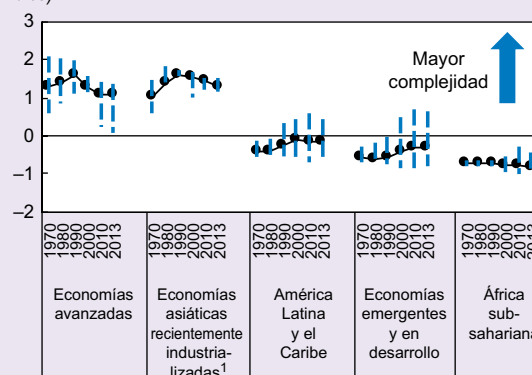 3
2
1
0
–1
–2
Mayor
complejidad
1970
1980
1990
2000
2010
2013
1970
1980
1990
2000
2010
2013
1970
1980
1990
2000
2010
2013
1970
1980
1990
2000
2010
2013
1970
1980
1990
2000
2010
2013
Economías
avanzadas
Economías
asiáticas
recientemente
industria-
lizadas1
América
Latina
y el
Caribe
Economías
emergentes
y en
desarrollo
África
sub-
sahariana